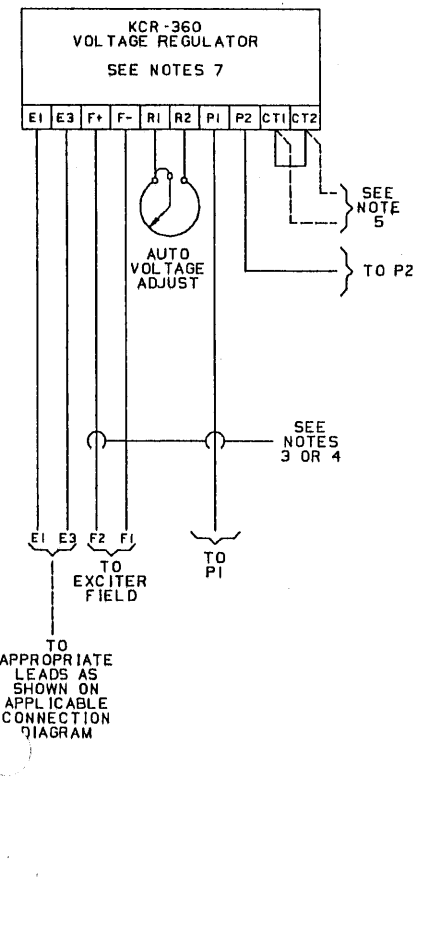 KCR-360
VOLTAGE REGULATOR
SEE NOTES 7
E1 E3 F+ F- R1 R2 P1 P2 CT1 CT2
SEE
NOTE
5
AUTO
VOLTAGE
ADJUST
TO P2
SEE
NOTES
3 OR 4
E1 E3 F2 F1
TO
EXCITER
FIELD
TO
P1
TO
APPROPRIATE
LEADS AS
SHOWN ON
APPLICABLE
CONNECTION
DIAGRAM